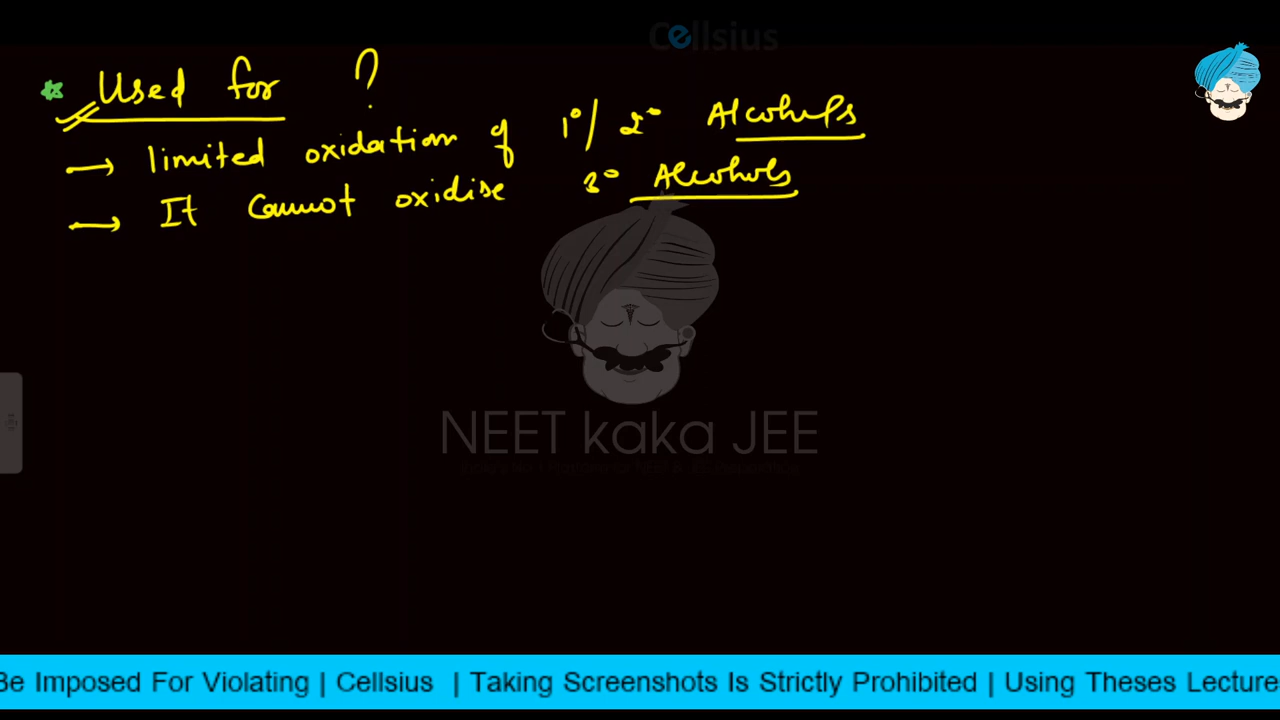 Cellsius
Used for ?
→ limited oxidation of 1°/2° Alcohols
→ It cannot oxidise 3° Alcohols
NEET kaka JEE
Be Imposed For Violating | Cellsius | Taking Screenshots Is Strictly Prohibited | Using Theses Lecture